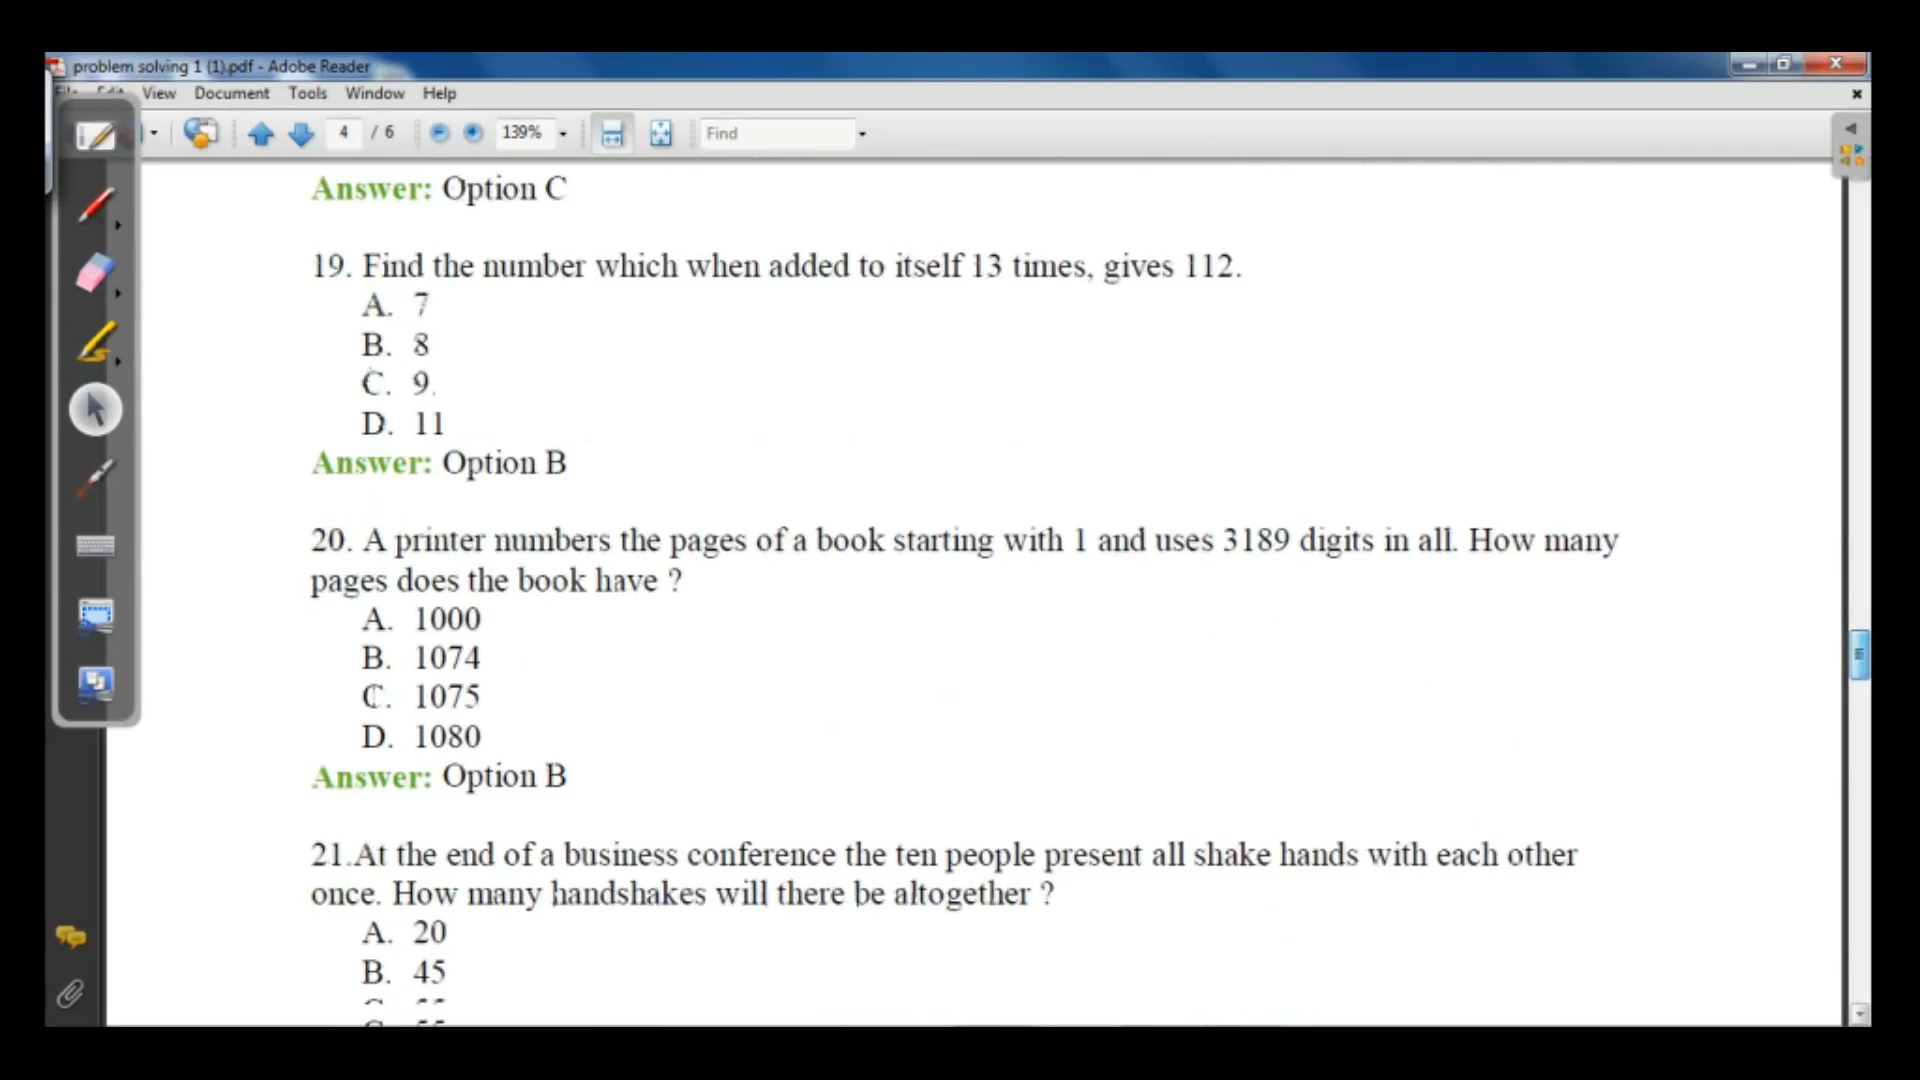 problem solving 1 (1).pdf - Adobe Reader
View Document Tools Window Help
4 / 6 139% Find
Answer: Option C
19. Find the number which when added to itself 13 times, gives 112.
A. 7
B. 8
C. 9.
D. 11
Answer: Option B
20. A printer numbers the pages of a book starting with 1 and uses 3189 digits in all. How many
pages does the book have ?
A. 1000
B. 1074
C. 1075
D. 1080
Answer: Option B
21.At the end of a business conference the ten people present all shake hands with each other
once. How many handshakes will there be altogether ?
A. 20
B. 45